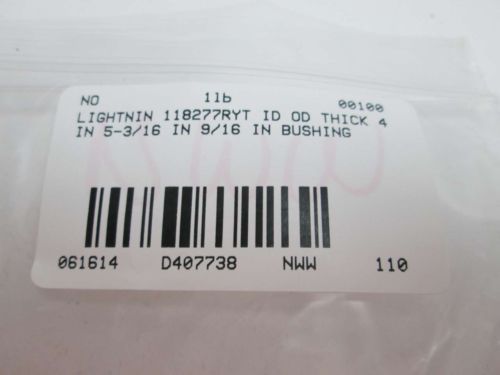 NO 11b 00100
LIGHTNIN 118277RYT ID OD THICK 4
IN 5-3/16 IN 9/16 IN BUSHING
NWW
061614 D407738 NWW 110